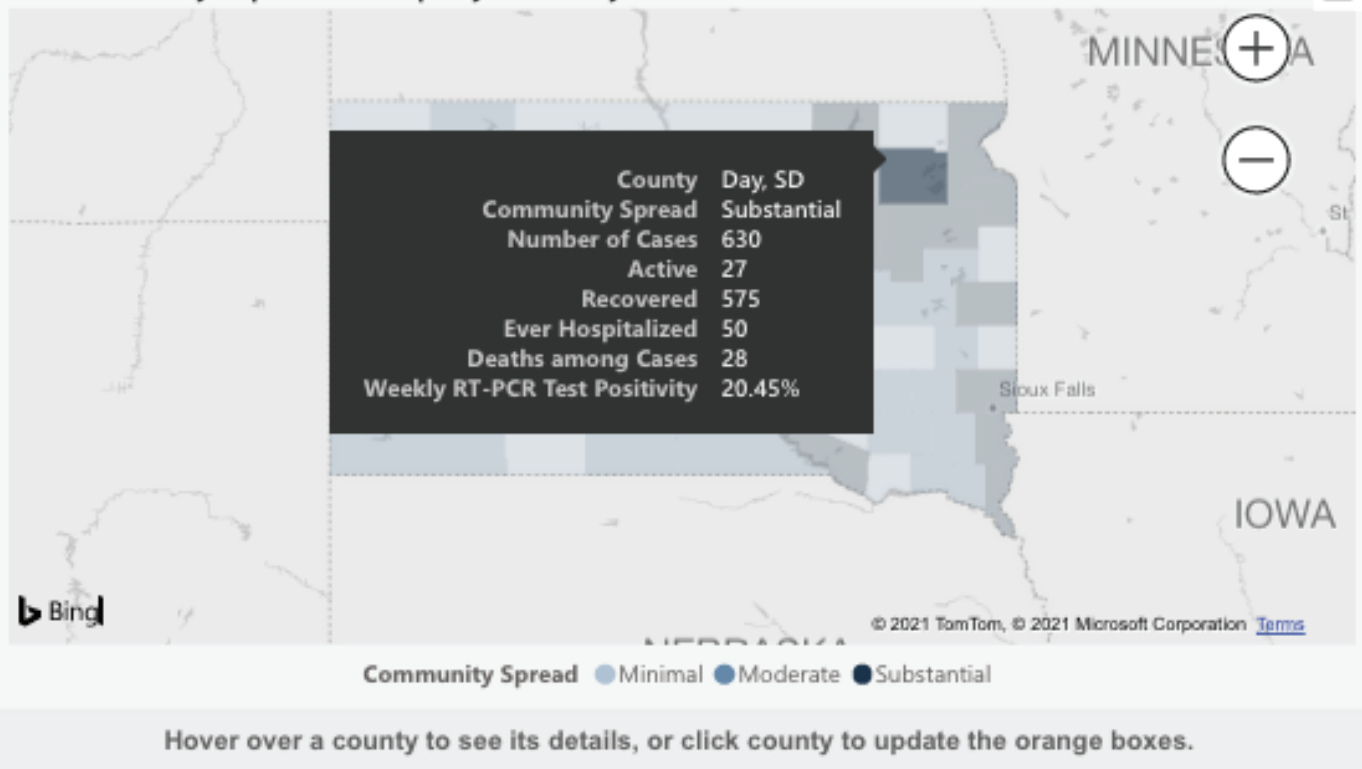 MINNES A
County Day, SD
Community Spread Substantial
Number of Cases 630
Active 27
Recovered 575
Ever Hospitalized 50
Deaths among Cases 28
Weekly RT-PCR Test Positivity 20.45%
St
Sioux Falls
IOWA
Bing
© 2021 TomTom, © 2021 Microsoft Corporation Terms
NEBRASKA
Community Spread Minimal Moderate Substantial
Hover over a county to see its details, or click county to update the orange boxes.